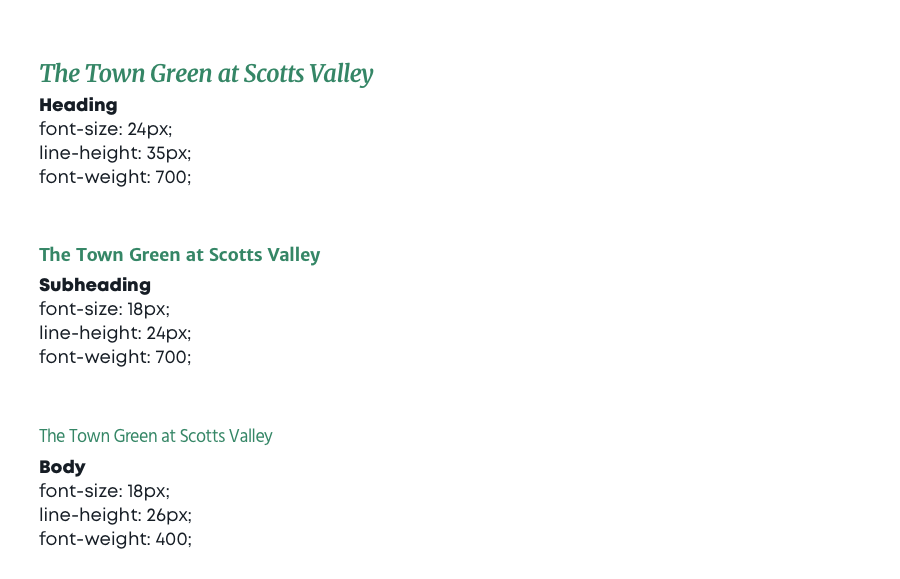 The Town Green at Scotts Valley
Heading
font-size: 24px;
line-height: 35px;
font-weight: 700;
The Town Green at Scotts Valley
Subheading
font-size: 18px;
line-height: 24px;
font-weight: 700;
The Town Green at Scotts Valley
Body
font-size: 18px;
line-height: 26px;
font-weight: 400;